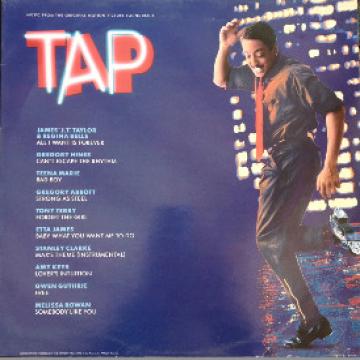 MUSIC FROM THE ORIGINAL MOTION PICTURE SOUNDTRACK
TAP
JAMES "J.T." TAYLOR
& REGINA BELLE
ALL I WANT IS FOREVER
GREGORY HINES
CAN'T ESCAPE THE RHYTHM
TEENA MARIE
BAD BOY
GREGORY ABBOTT
STRONG AS STEEL
TONY TERRY
FORGET THE GIRL
ETTA JAMES
BABY WHAT YOU WANT ME TO DO
STANLEY CLARKE
MAX'S THEME (INSTRUMENTAL)
AMY KEYS
LOVER'S INTUITION
GWEN GUTHRIE
FREE
MELISSA ROWAN
SOMEBODY LIKE YOU